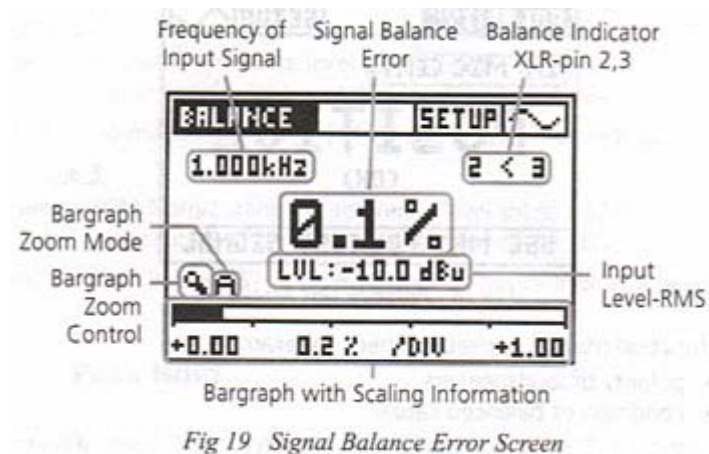 Frequency of Input Signal
Signal Balance Error
Balance Indicator XLR-pin 2,3
BALANCE
SETUP
1.000kHz
2 < 3
0.1%
LVL:-10.0 dBu
Bargraph Zoom Mode
A
Bargraph Zoom Control
Input Level-RMS
+0.00 0.2 % /DIV +1.00
Bargraph with Scaling Information
Fig 19 Signal Balance Error Screen